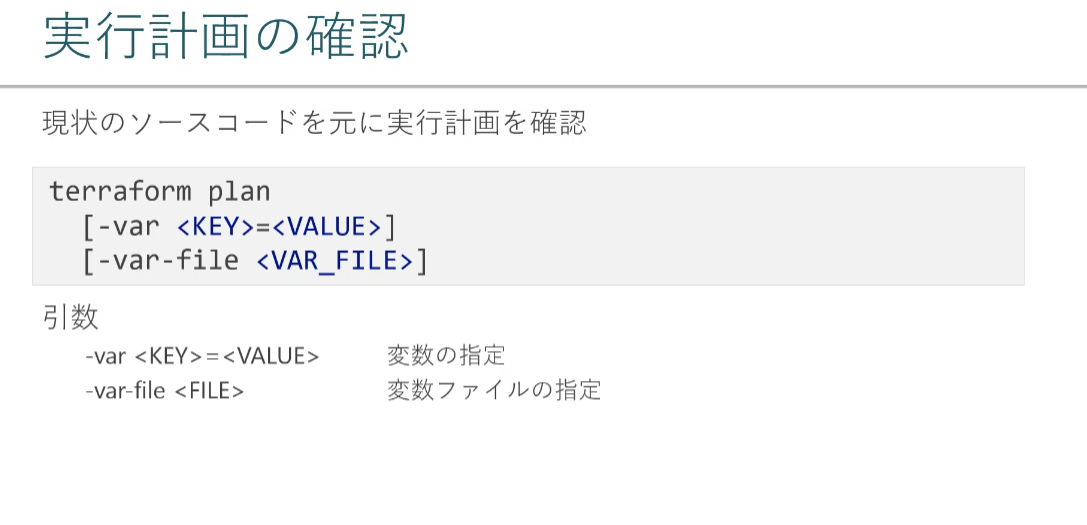 実行計画の確認
現状のソースコードを元に実行計画を確認
terraform plan
[-var <KEY>=<VALUE>]
[-var-file <VAR_FILE>]
引数
-var <KEY>=<VALUE> 変数の指定
-var-file <FILE> 変数ファイルの指定